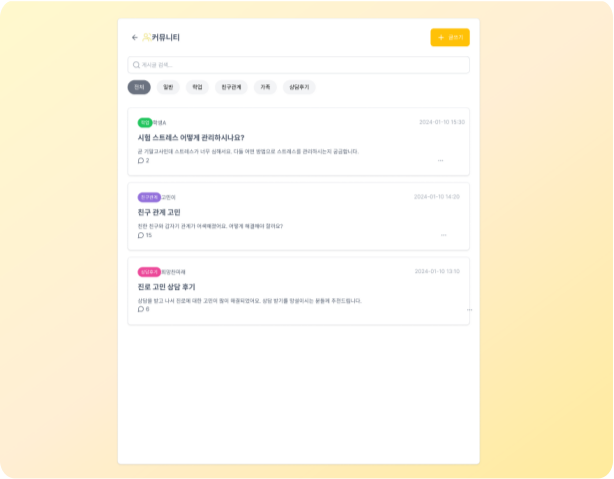 커뮤니티
글쓰기
게시글 검색...
전체 일반 학업 친구관계 가족 상담후기
학업 학생A 2024-01-10 15:30
시험 스트레스 어떻게 관리하시나요?
곧 기말고사인데 스트레스가 너무 심해요. 다들 어떤 방법으로 스트레스를 관리하시는지 궁금합니다.
2 ...
친구관계 고민이 2024-01-10 14:20
친구 관계 고민
친한 친구와 갑자기 관계가 어색해졌어요. 어떻게 해결해야 할까요?
15 ...
상담후기 희망찬미래 2024-01-10 13:10
진로 고민 상담 후기
상담을 받고 나서 진로에 대한 고민이 많이 해결되었어요. 상담 받기를 망설이시는 분들께 추천드립니다.
6 ...